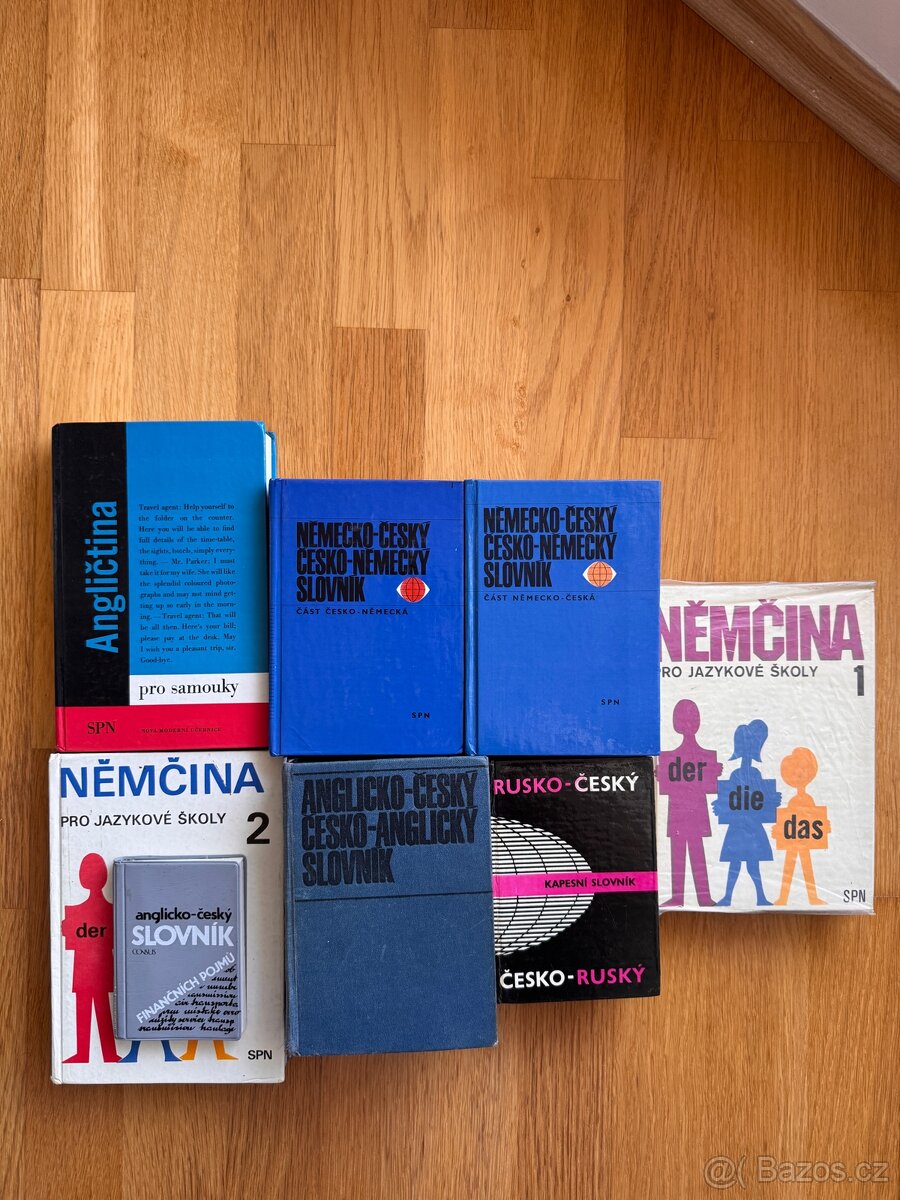 Angličtina
Travel agent: Help yourself to
the folder on the counter.
Here you will be able to find
full details of the time-table,
the sights, hotels, simply every-
thing. — Mr. Parker: I must
take it for my wife. She will like
the splendid coloured photo-
graphs and may not mind get-
ting up so early in the morn-
ing. — Travel agent: That will
be all then. Here's your bill;
please pay at the desk. May
I wish you a pleasant trip, sir.
Good-bye.
pro samouky
SPN
NOVÁ MODERNÍ UČEBNICE
NĚMECKO-ČESKÝ
ČESKO-NĚMECKÝ
SLOVNÍK
ČÁST ČESKO-NĚMECKÁ
SPN
NĚMECKO-ČESKÝ
ČESKO-NĚMECKÝ
SLOVNÍK
ČÁST NĚMECKO-ČESKÁ
SPN
NĚMČINA
PRO JAZYKOVÉ ŠKOLY
1
der
die
das
SPN
NĚMČINA
PRO JAZYKOVÉ ŠKOLY
2
der
SPN
anglicko-český
SLOVNÍK
CONSUS
FINANČNÍCH POJMŮ
ANGLICKO-ČESKÝ
ČESKO-ANGLICKÝ
SLOVNÍK
RUSKO-ČESKÝ
KAPESNÍ SLOVNÍK
ČESKO-RUSKÝ
@ Bazos.cz